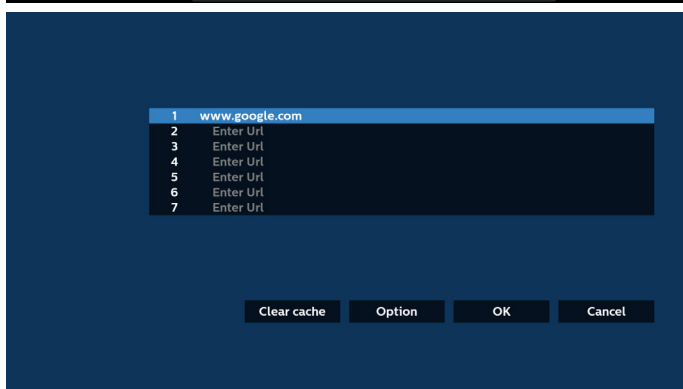 1 www.google.com
2 Enter Url
3 Enter Url
4 Enter Url
5 Enter Url
6 Enter Url
7 Enter Url
Clear cache Option OK Cancel